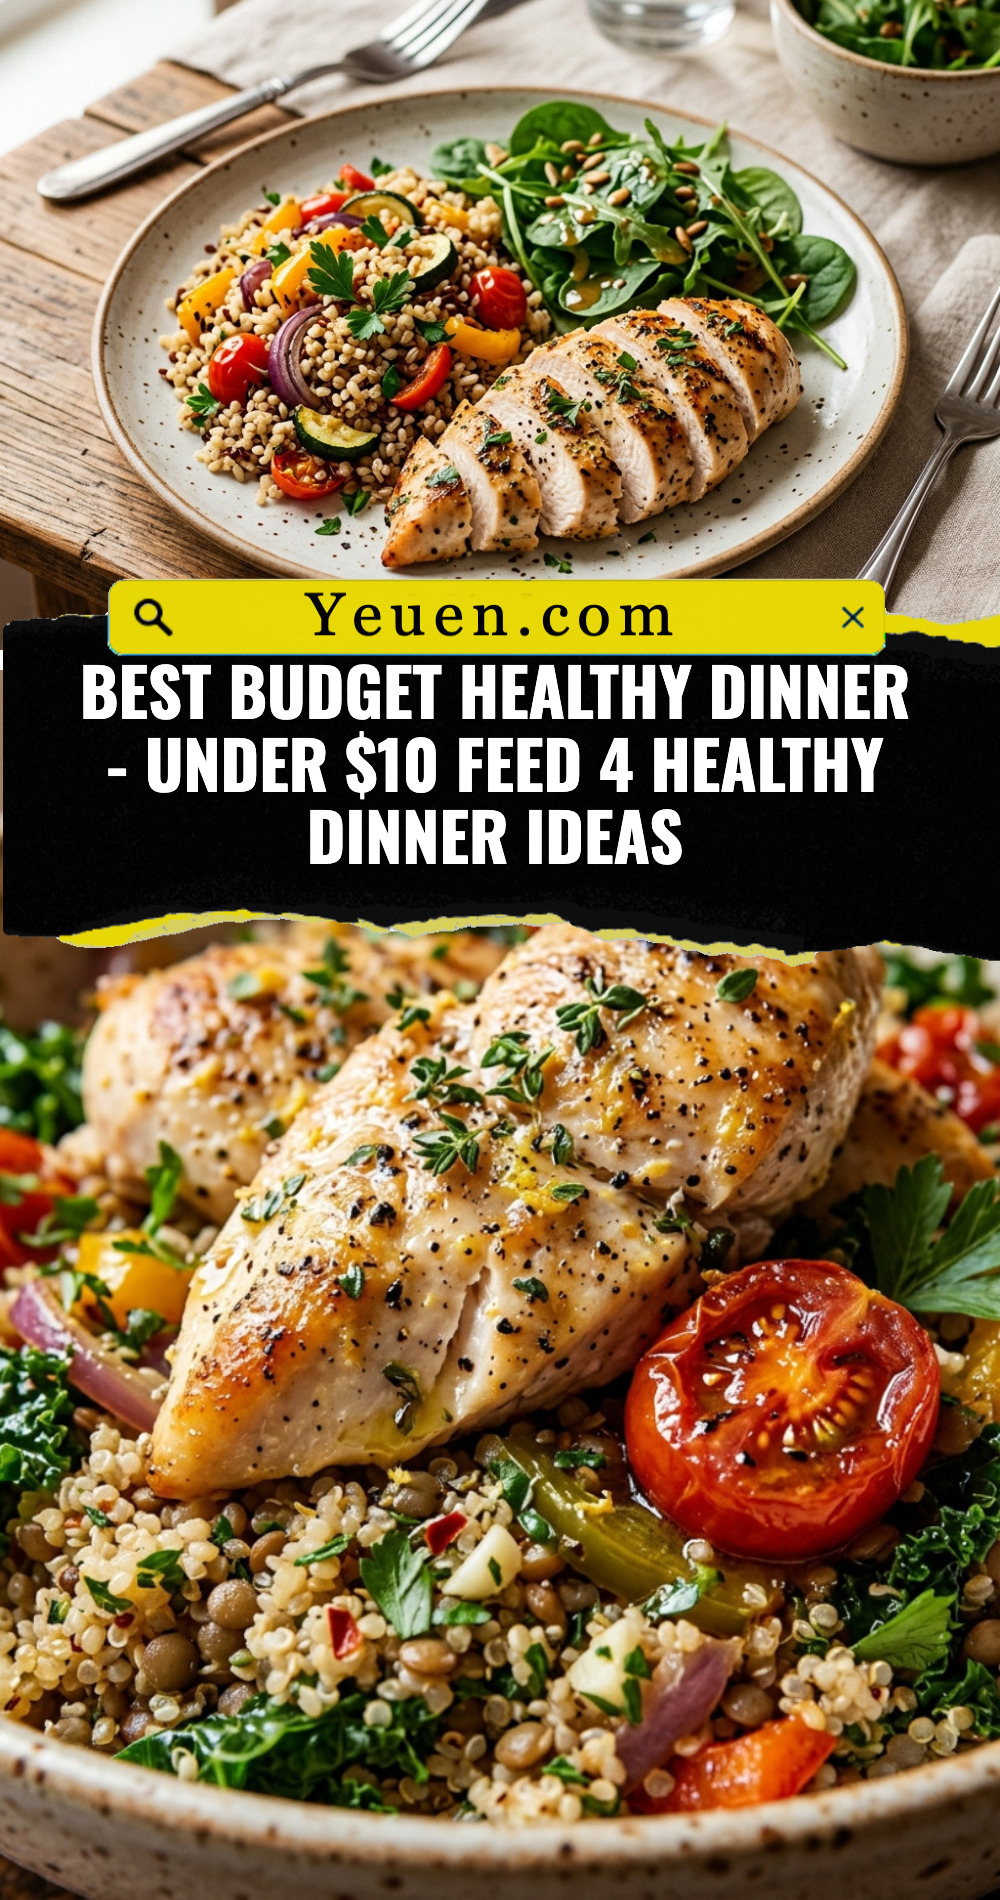 Yeuen.com
BEST BUDGET HEALTHY DINNER
- UNDER $10 FEED 4 HEALTHY
DINNER IDEAS